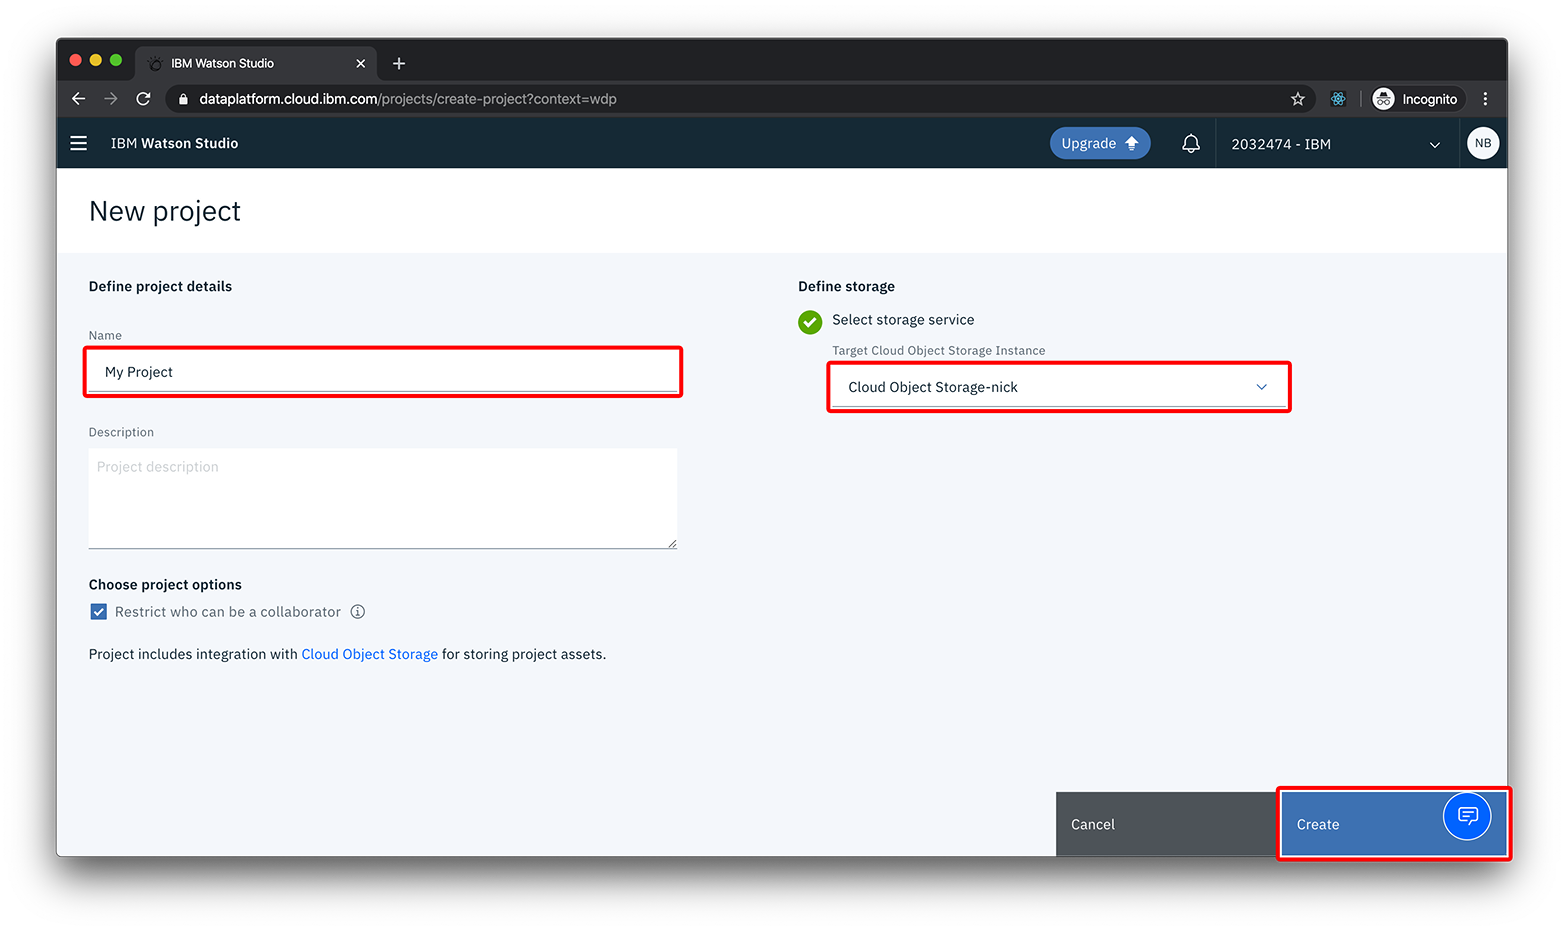 IBM Watson Studio
dataplatform.cloud.ibm.com/projects/create-project?context=wdp
Incognito
IBM Watson Studio
Upgrade
2032474 - IBM
NB
New project
Define project details
Name
My Project
Description
Project description
Choose project options
Restrict who can be a collaborator
Project includes integration with Cloud Object Storage for storing project assets.
Define storage
Select storage service
Target Cloud Object Storage Instance
Cloud Object Storage-nick
Cancel
Create